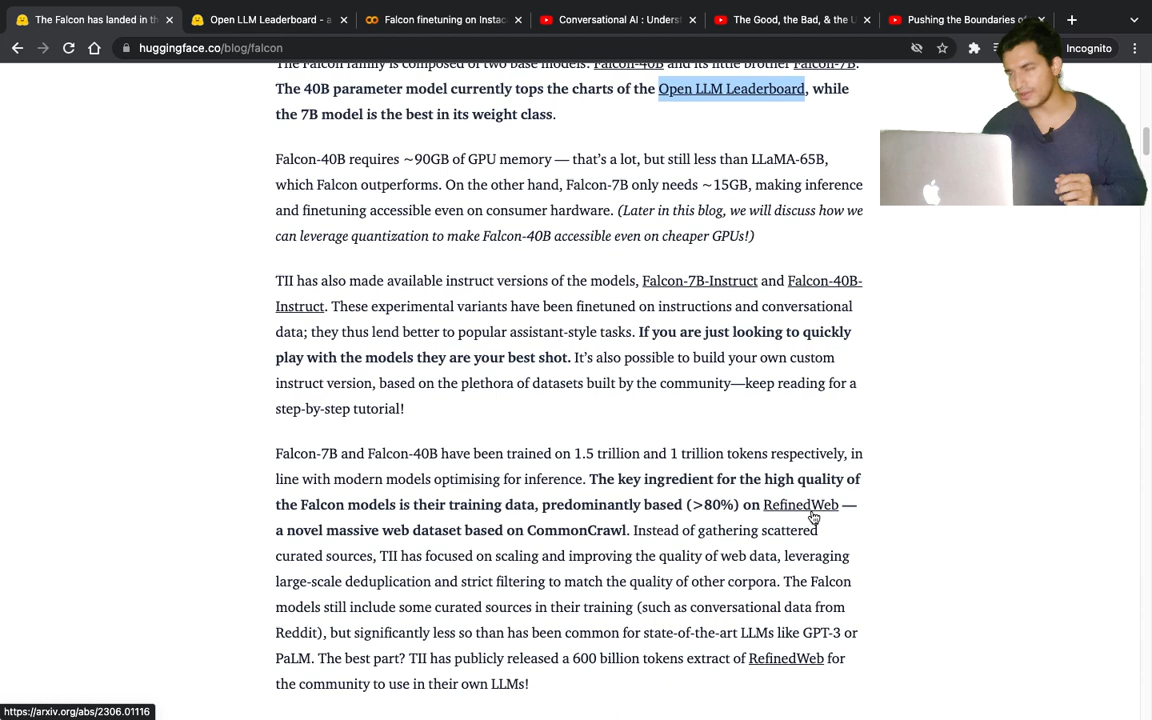 The Falcon has landed in th
Open LLM Leaderboard - a
Falcon finetuning on Instac
Conversational AI : Underst
The Good, the Bad, & the U
Pushing the Boundaries of
huggingface.co/blog/falcon
Incognito
The Falcon family is composed of two base models: Falcon-40B and its little brother Falcon-7B.
The 40B parameter model currently tops the charts of the Open LLM Leaderboard, while
the 7B model is the best in its weight class.
Falcon-40B requires ~90GB of GPU memory — that's a lot, but still less than LLaMA-65B,
which Falcon outperforms. On the other hand, Falcon-7B only needs ~15GB, making inference
and finetuning accessible even on consumer hardware. (Later in this blog, we will discuss how we
can leverage quantization to make Falcon-40B accessible even on cheaper GPUs!)
TII has also made available instruct versions of the models, Falcon-7B-Instruct and Falcon-40B-
Instruct. These experimental variants have been finetuned on instructions and conversational
data; they thus lend better to popular assistant-style tasks. If you are just looking to quickly
play with the models they are your best shot. It's also possible to build your own custom
instruct version, based on the plethora of datasets built by the community—keep reading for a
step-by-step tutorial!
Falcon-7B and Falcon-40B have been trained on 1.5 trillion and 1 trillion tokens respectively, in
line with modern models optimising for inference. The key ingredient for the high quality of
the Falcon models is their training data, predominantly based (>80%) on RefinedWeb —
a novel massive web dataset based on CommonCrawl. Instead of gathering scattered
curated sources, TII has focused on scaling and improving the quality of web data, leveraging
large-scale deduplication and strict filtering to match the quality of other corpora. The Falcon
models still include some curated sources in their training (such as conversational data from
Reddit), but significantly less so than has been common for state-of-the-art LLMs like GPT-3 or
PaLM. The best part? TII has publicly released a 600 billion tokens extract of RefinedWeb for
the community to use in their own LLMs!
https://arxiv.org/abs/2306.01116